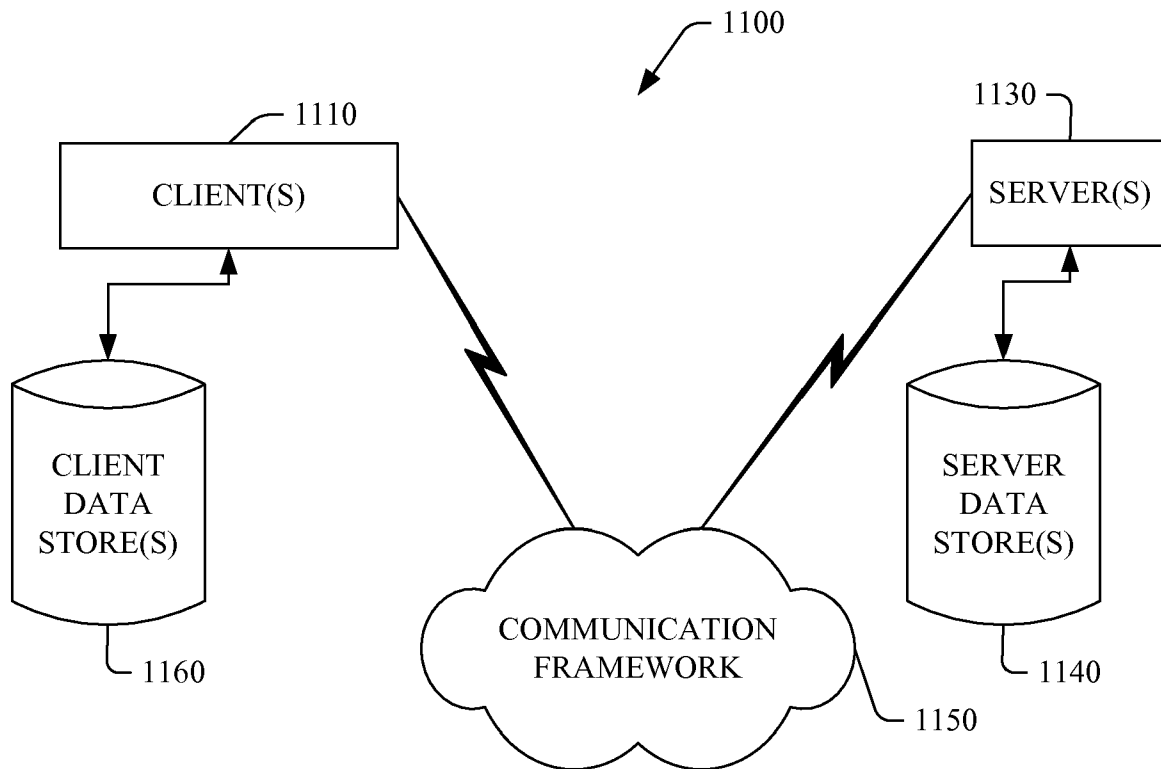 1100
1110
1130
CLIENT(S)
SERVER(S)
CLIENT
DATA
STORE(S)
SERVER
DATA
STORE(S)
COMMUNICATION
FRAMEWORK
1160
1140
1150